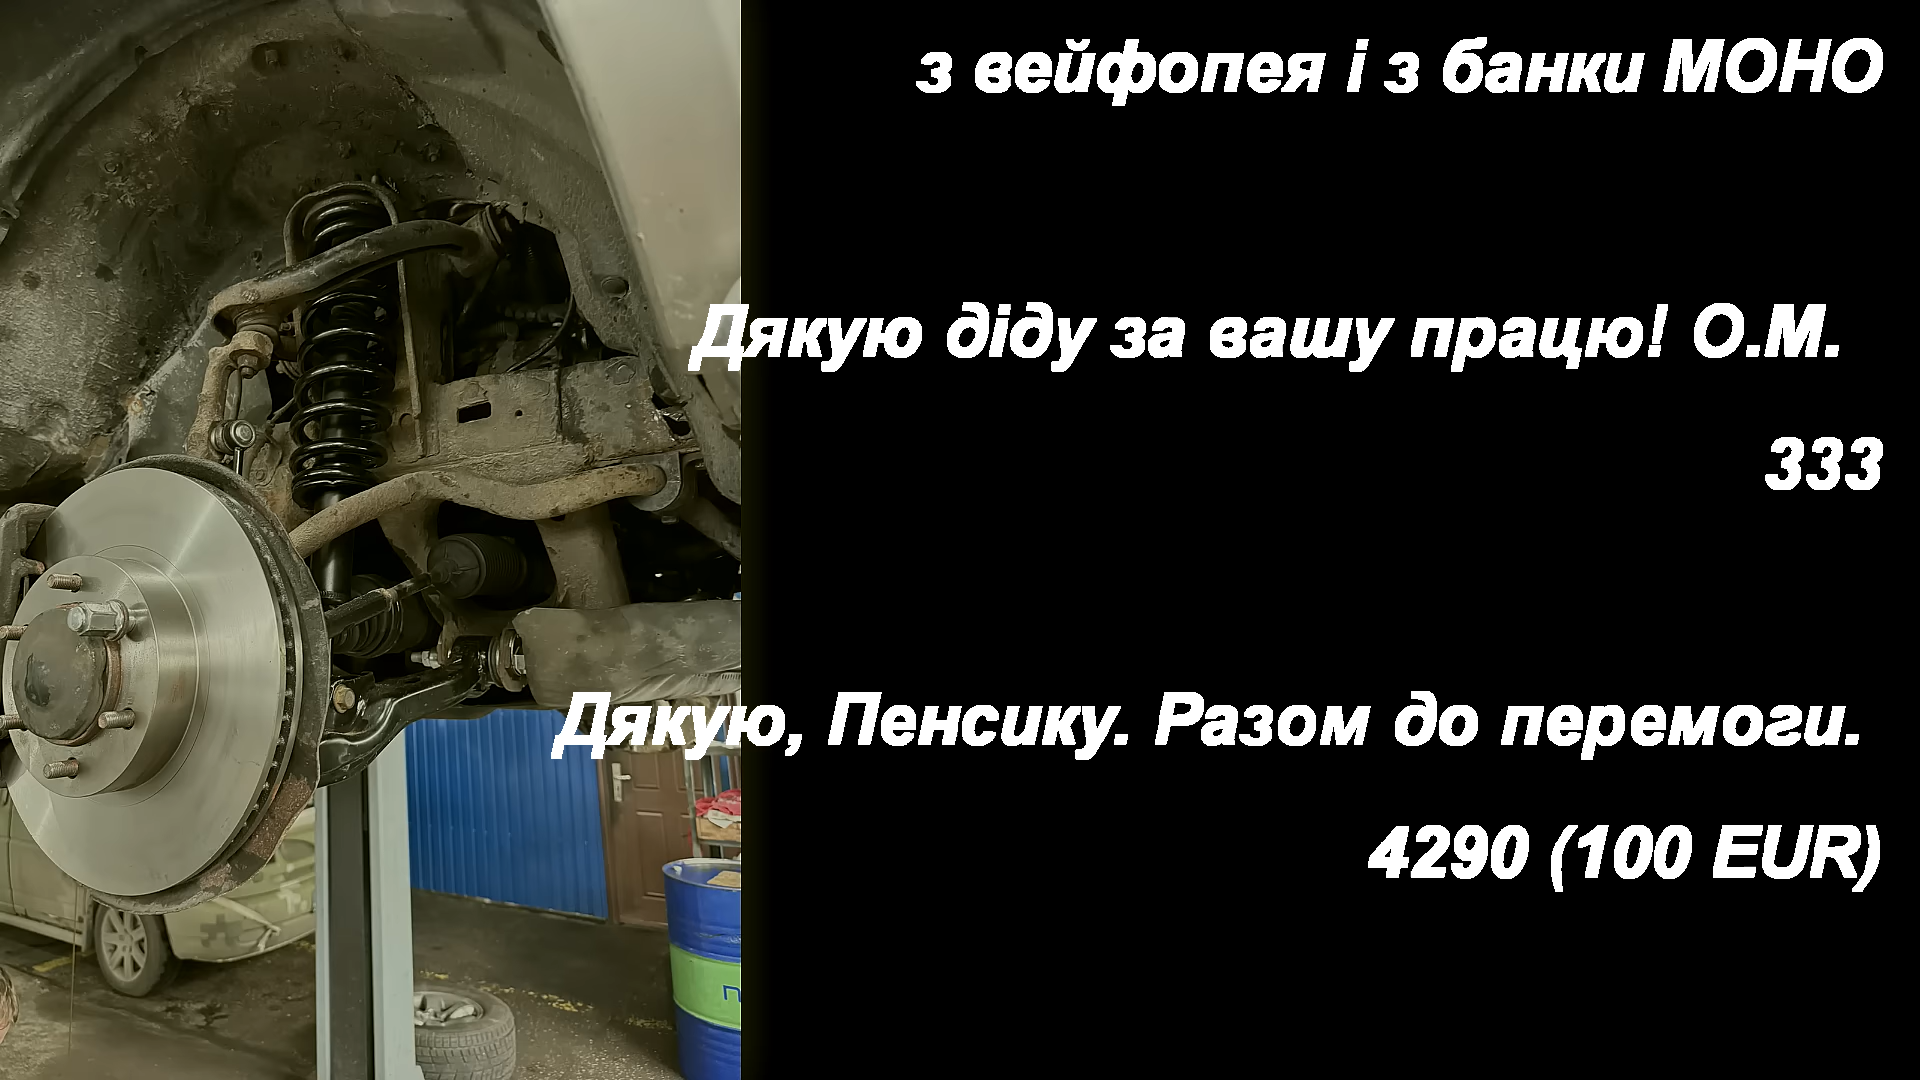 з вейфопея і з банки МОНО
Дякую діду за вашу працю! О.М.
333
Дякую, Пенсику. Разом до перемоги.
4290 (100 EUR)